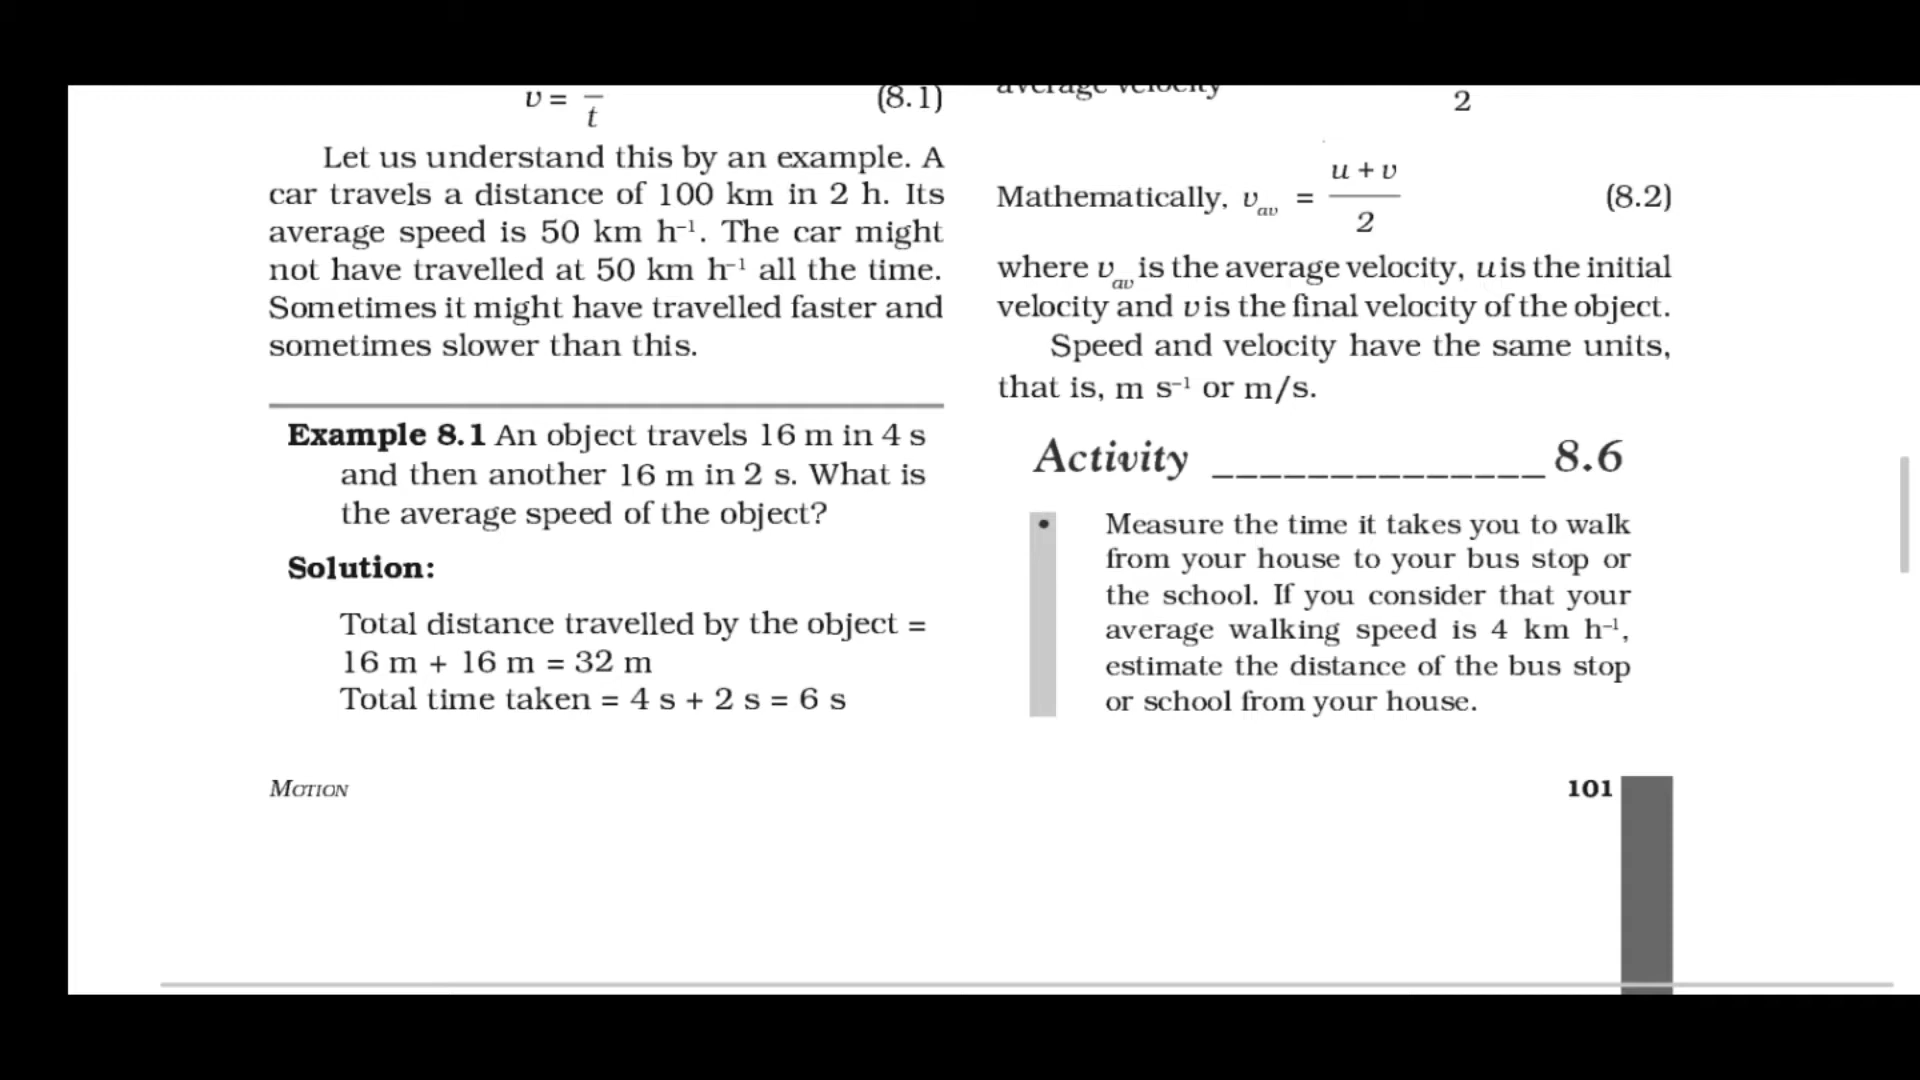 v = —
t
(8.1)
Let us understand this by an example. A
car travels a distance of 100 km in 2 h. Its
average speed is 50 km h⁻¹. The car might
not have travelled at 50 km h⁻¹ all the time.
Sometimes it might have travelled faster and
sometimes slower than this.
Example 8.1 An object travels 16 m in 4 s
and then another 16 m in 2 s. What is
the average speed of the object?
Solution:
Total distance travelled by the object =
16 m + 16 m = 32 m
Total time taken = 4 s + 2 s = 6 s
average velocity
2
u + v
Mathematically, v_av = —
2
(8.2)
where v_av is the average velocity, u is the initial
velocity and v is the final velocity of the object.
Speed and velocity have the same units,
that is, m s⁻¹ or m/s.
Activity ______________ 8.6
• Measure the time it takes you to walk
from your house to your bus stop or
the school. If you consider that your
average walking speed is 4 km h⁻¹,
estimate the distance of the bus stop
or school from your house.
MOTION
101